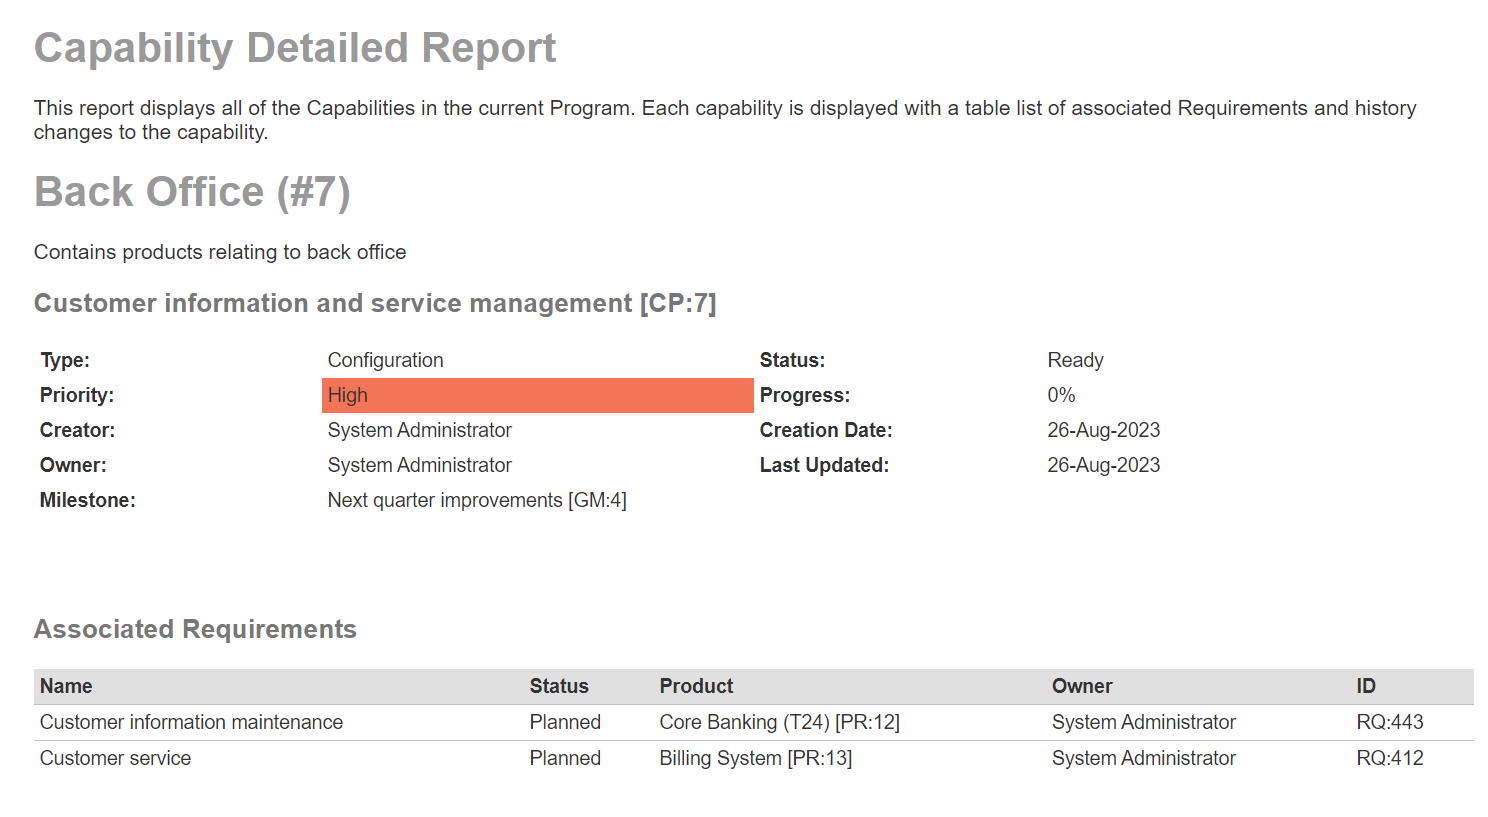 Capability Detailed Report
This report displays all of the Capabilities in the current Program. Each capability is displayed with a table list of associated Requirements and history
changes to the capability.
Back Office (#7)
Contains products relating to back office
Customer information and service management [CP:7]
Type: Configuration Status: Ready
Priority: High Progress: 0%
Creator: System Administrator Creation Date: 26-Aug-2023
Owner: System Administrator Last Updated: 26-Aug-2023
Milestone: Next quarter improvements [GM:4]
Associated Requirements
Name Status Product Owner ID
Customer information maintenance Planned Core Banking (T24) [PR:12] System Administrator RQ:443
Customer service Planned Billing System [PR:13] System Administrator RQ:412